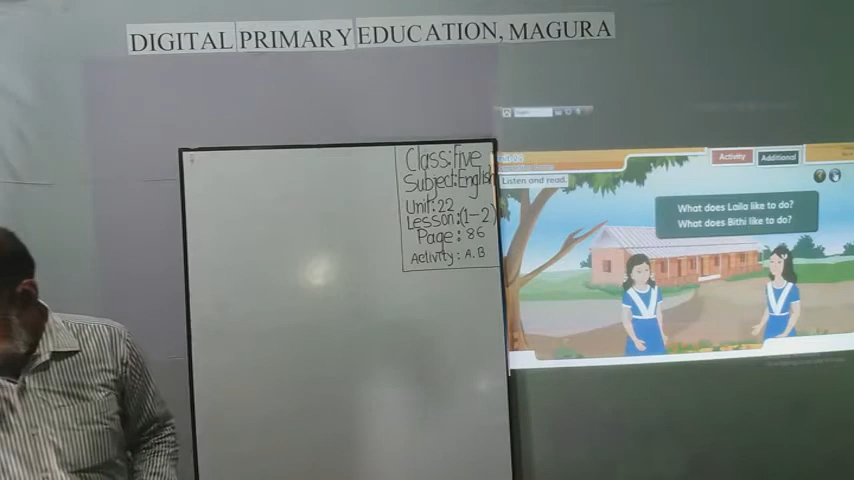 DIGITAL PRIMARY EDUCATION, MAGURA
Class: Five
Subject: English
Unit: 22
Lesson: (1-2)
Page: 86
Activity: A.B
Activity
Additional
Listen and read.
What does Laila like to do?
What does Bithi like to do?